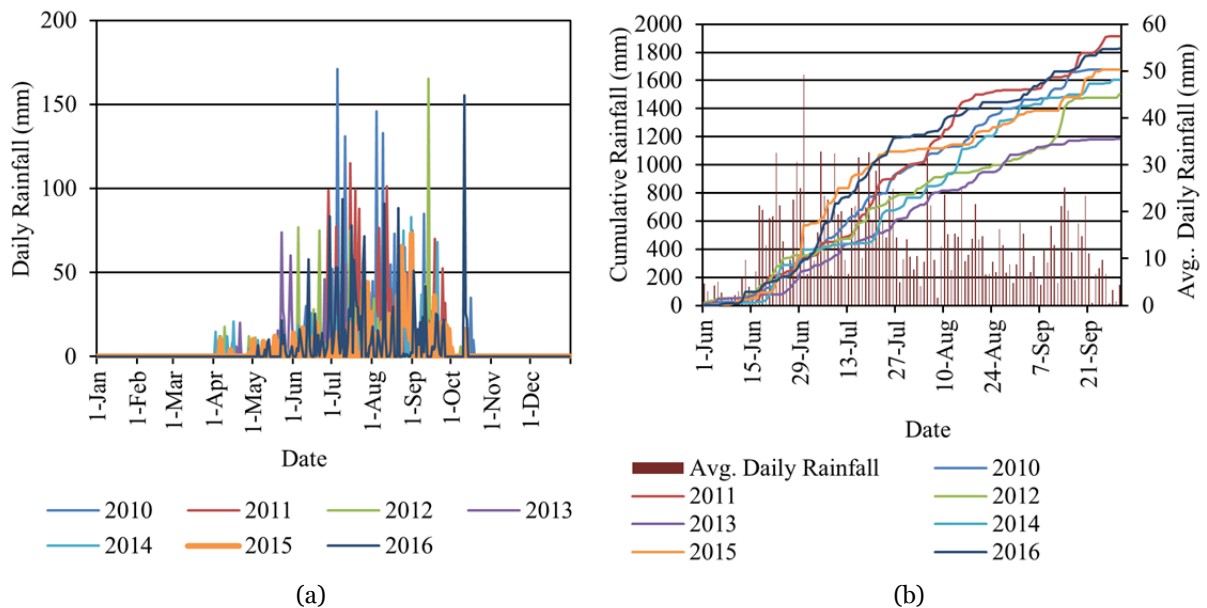 200
150
100
50
0
Daily Rainfall (mm)
1-Jan
1-Feb
1-Mar
1-Apr
1-May
1-Jun
1-Jul
1-Aug
1-Sep
1-Oct
1-Nov
1-Dec
Date
2010 2011 2012 2013
2014 2015 2016
(a)
2000
1800
1600
1400
1200
1000
800
600
400
200
0
Cumulative Rainfall (mm)
60
50
40
30
20
10
0
Avg.. Daily Rainfall (mm)
1-Jun
15-Jun
29-Jun
13-Jul
27-Jul
10-Aug
24-Aug
7-Sep
21-Sep
Date
Avg. Daily Rainfall 2010
2011 2012
2013 2014
2015 2016
(b)